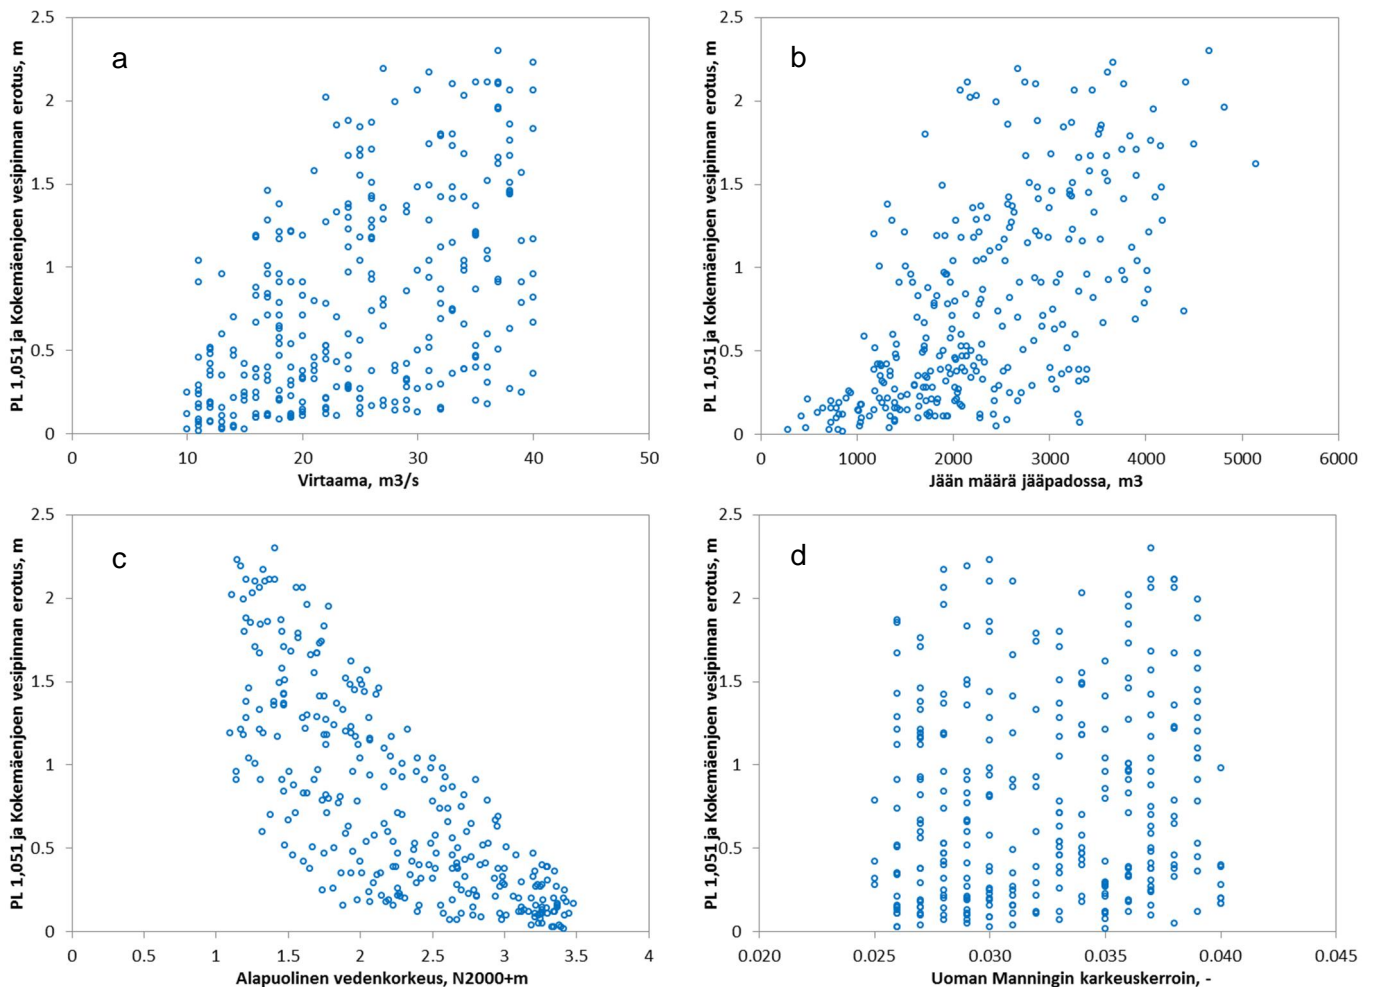 PL 1,051 ja Kokemäenjoen vesipinnan erotus, m
2.5
2
1.5
1
0.5
0
a
0 10 20 30 40 50
Virtaama, m3/s
PL 1,051 ja Kokemäenjoen vesipinnan erotus, m
2.5
2
1.5
1
0.5
0
b
0 1000 2000 3000 4000 5000 6000
Jään määrä jääpadossa, m3
PL 1,051 ja Kokemäenjoen vesipinnan erotus, m
2.5
2
1.5
1
0.5
0
c
0 0.5 1 1.5 2 2.5 3 3.5 4
Alapuolinen vedenkorkeus, N2000+m
PL 1,051 ja Kokemäenjoen vesipinnan erotus, m
2.5
2
1.5
1
0.5
0
d
0.020 0.025 0.030 0.035 0.040 0.045
Uoman Manningin karkeuskerroin, -